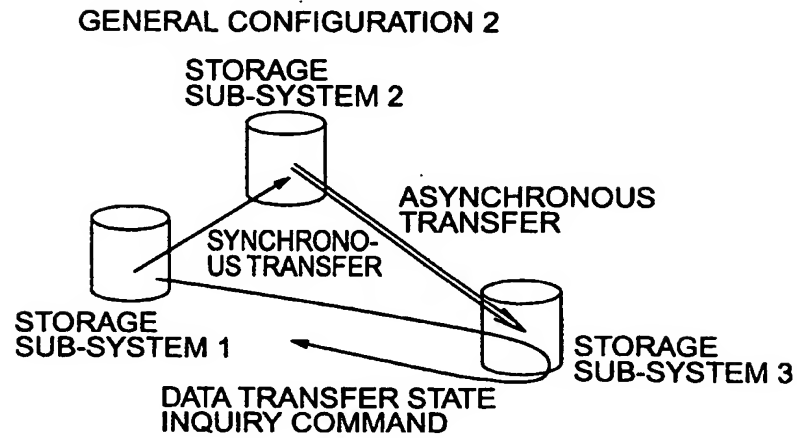 GENERAL CONFIGURATION 2
STORAGE
SUB-SYSTEM 2
ASYNCHRONOUS
TRANSFER
SYNCHRONO-
US TRANSFER
STORAGE
SUB-SYSTEM 1
STORAGE
SUB-SYSTEM 3
DATA TRANSFER STATE
INQUIRY COMMAND